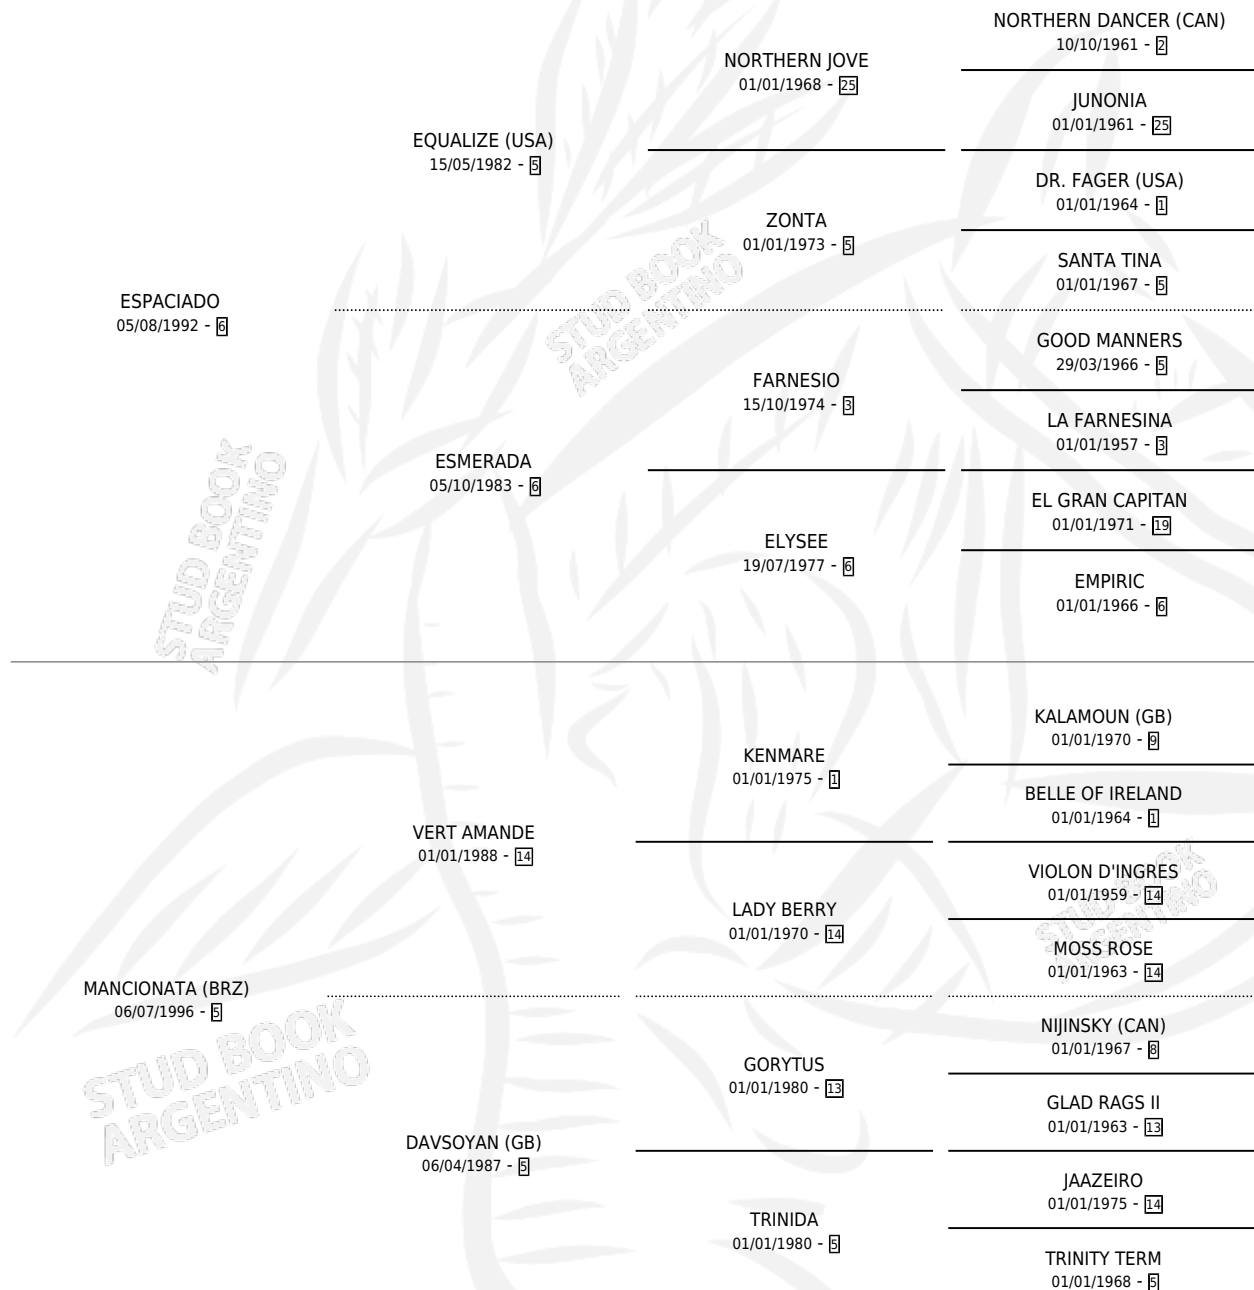 NORTHERN DANCER (CAN)
10/10/1961 - 2
NORTHERN JOVE
01/01/1968 - 25
JUNONIA
01/01/1961 - 25
EQUALIZE (USA)
15/05/1982 - 5
DR. FAGER (USA)
01/01/1964 - 1
ZONTA
01/01/1973 - 5
SANTA TINA
01/01/1967 - 5
ESPACIADO
05/08/1992 - 6
GOOD MANNERS
29/03/1966 - 5
FARNESIO
15/10/1974 - 3
LA FARNESINA
01/01/1957 - 3
ESMERADA
05/10/1983 - 6
EL GRAN CAPITAN
01/01/1971 - 19
ELYSEE
19/07/1977 - 6
EMPIRIC
01/01/1966 - 6
KALAMOUN (GB)
01/01/1970 - 9
KENMARE
01/01/1975 - 1
BELLE OF IRELAND
01/01/1964 - 1
VERT AMANDE
01/01/1988 - 14
VIOLON D'INGRES
01/01/1959 - 14
LADY BERRY
01/01/1970 - 14
MOSS ROSE
01/01/1963 - 14
MANCIONATA (BRZ)
06/07/1996 - 5
NIJINSKY (CAN)
01/01/1967 - 8
GORYTUS
01/01/1980 - 13
GLAD RAGS II
01/01/1963 - 13
DAVSOYAN (GB)
06/04/1987 - 5
JAAZEIRO
01/01/1975 - 14
TRINIDA
01/01/1980 - 5
TRINITY TERM
01/01/1968 - 5
STUD BOOK
ARGENTINO
STUD BOOK
ARGENTINO
STUD BOOK
ARGENTINO
STUD BOOK
ARGENTINO